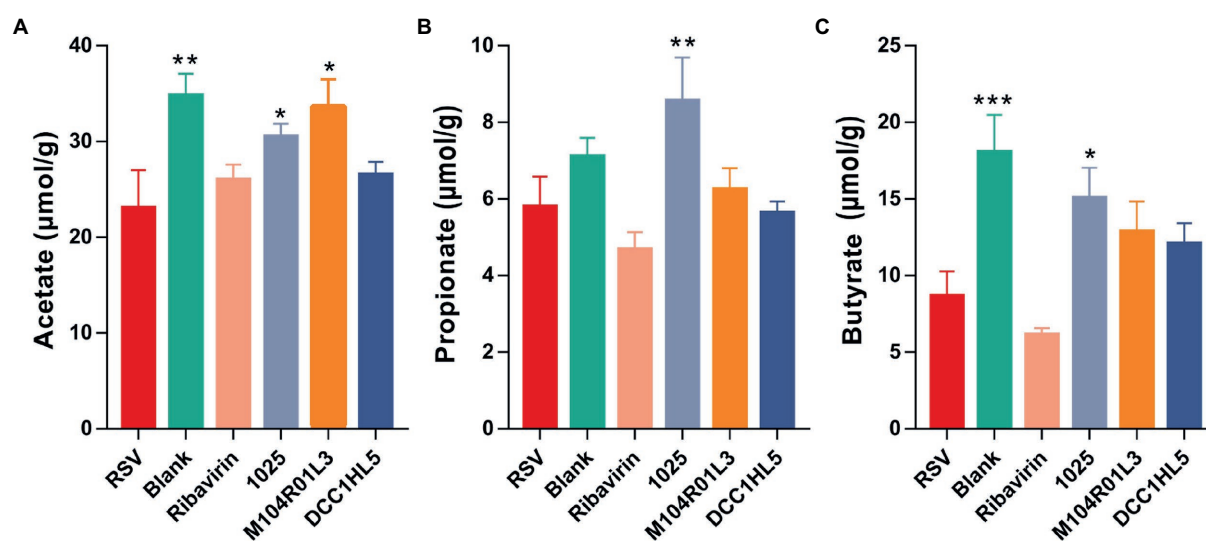 A
Acetate (μmol/g)
40
30
20
10
0
**
*
*
RSV
Blank
Ribavirin
1025
M104R01L3
DCC1HL5
B
Propionate (μmol/g)
10
8
6
4
2
0
**
RSV
Blank
Ribavirin
1025
M104R01L3
DCC1HL5
C
Butyrate (μmol/g)
25
20
15
10
5
0
***
*
RSV
Blank
Ribavirin
1025
M104R01L3
DCC1HL5